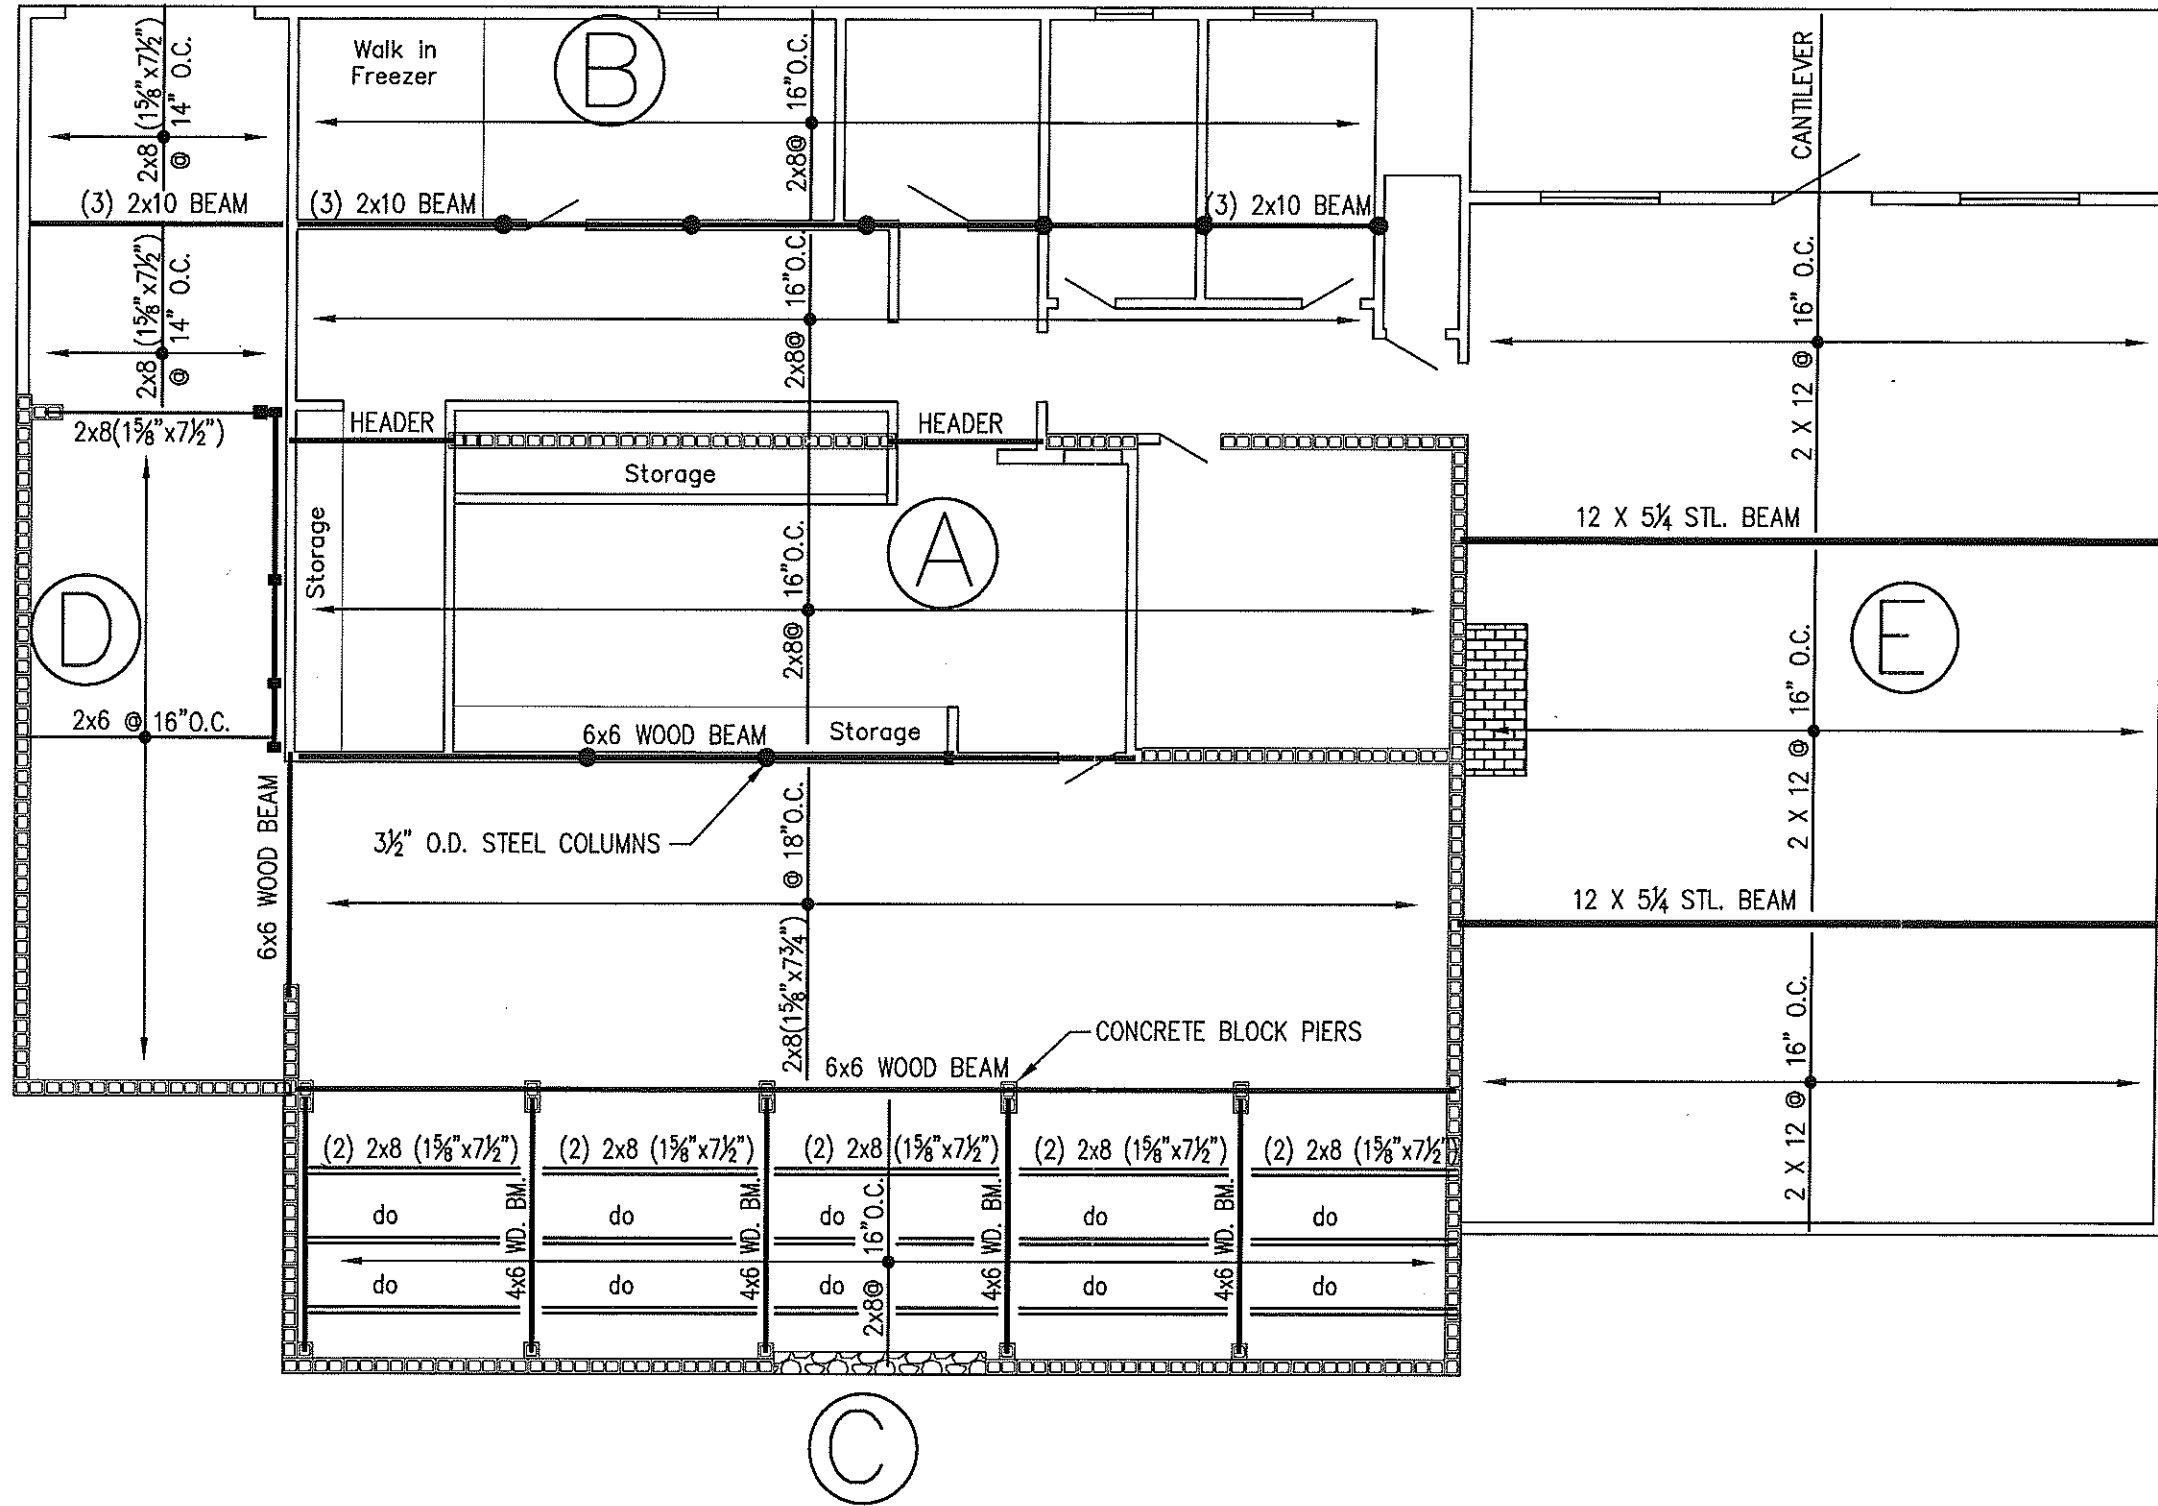 Walk in
Freezer
B
2x8 (1⅝"x7½")
@ 14" O.C.
2x8@ 16"O.C.
CANTILEVER
(3) 2x10 BEAM
(3) 2x10 BEAM
(3) 2x10 BEAM
2x8 (1⅝"x7½")
@ 14" O.C.
2x8@ 16"O.C.
2 X 12 @ 16" O.C.
2x8(1⅝"x7½")
HEADER
HEADER
Storage
Storage
A
2x8@ 16"O.C.
12 X 5¼ STL. BEAM
D
E
2x6 @ 16"O.C.
6x6 WOOD BEAM
Storage
2 X 12 @ 16" O.C.
6x6 WOOD BEAM
3½" O.D. STEEL COLUMNS
2x8(1⅝"x7¾") @ 18"O.C.
12 X 5¼ STL. BEAM
CONCRETE BLOCK PIERS
6x6 WOOD BEAM
2 X 12 @ 16" O.C.
(2) 2x8 (1⅝"x7½")
(2) 2x8 (1⅝"x7½")
(2) 2x8 (1⅝"x7½")
(2) 2x8 (1⅝"x7½")
(2) 2x8 (1⅝"x7½")
4x6 WD. BM.
4x6 WD. BM.
2x8@ 16"O.C.
4x6 WD. BM.
4x6 WD. BM.
do
do
do
do
do
do
do
do
do
do
C